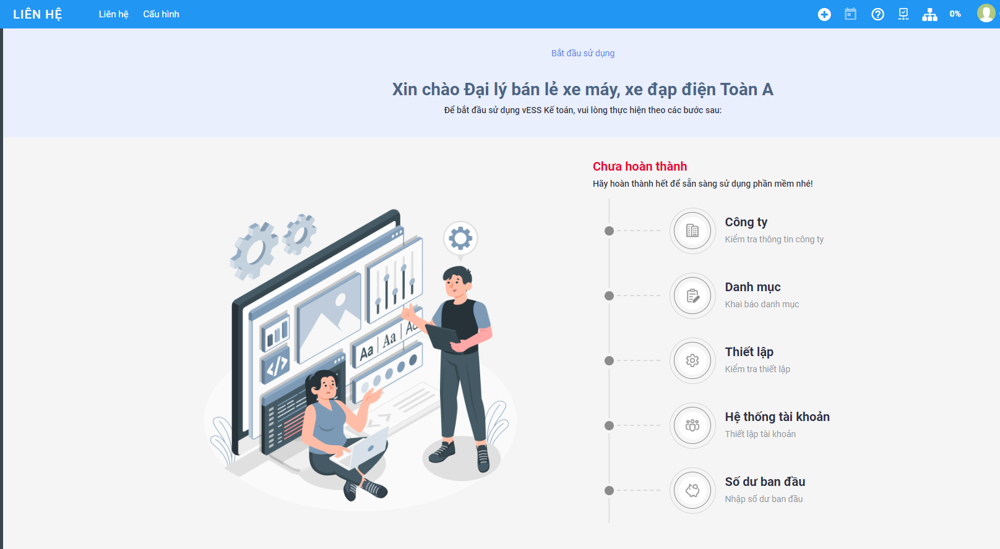 LIÊN HỆ
Liên hệ
Cấu hình
0%
Bắt đầu sử dụng
Xin chào Đại lý bán lẻ xe máy, xe đạp điện Toàn A
Để bắt đầu sử dụng vESS Kế toán, vui lòng thực hiện theo các bước sau:
Chưa hoàn thành
Hãy hoàn thành hết để sẵn sàng sử dụng phần mềm nhé!
Công ty
Kiểm tra thông tin công ty
Danh mục
Khai báo danh mục
Thiết lập
Kiểm tra thiết lập
Hệ thống tài khoản
Thiết lập tài khoản
Số dư ban đầu
Nhập số dư ban đầu
Aa Aa Ac